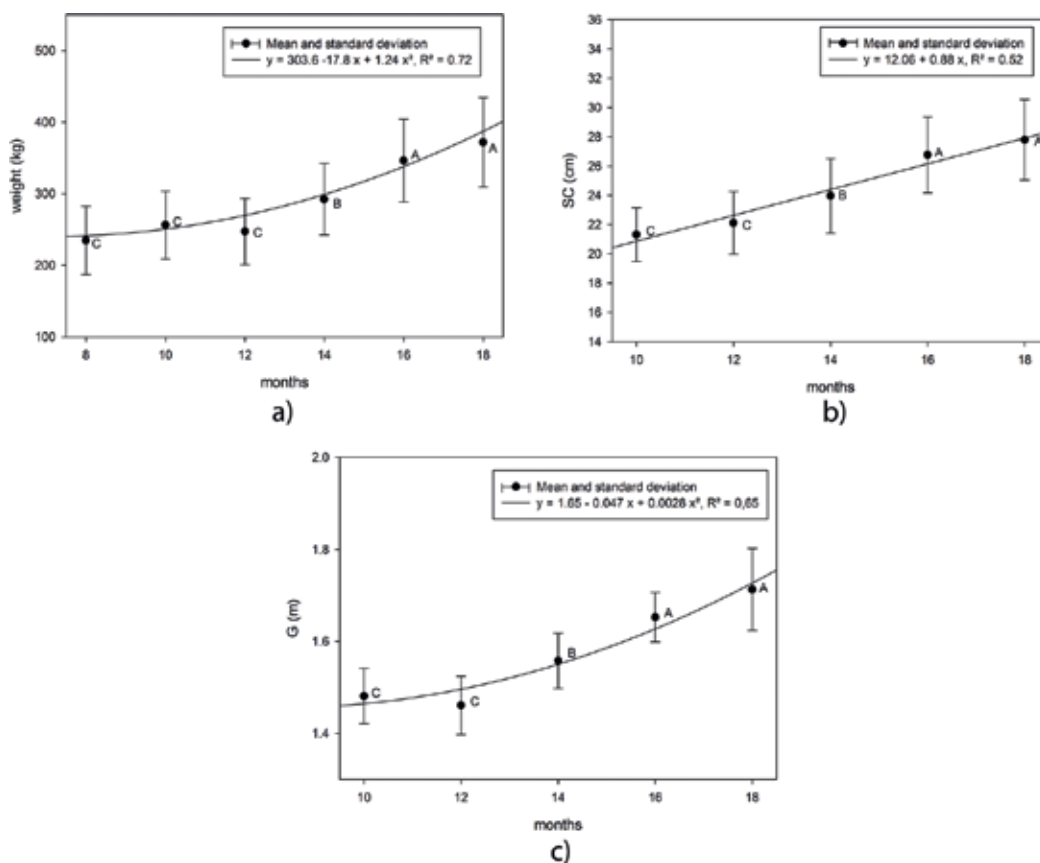 Mean and standard deviation
y = 303.6 -17.8 x + 1.24 x², R² = 0.72
500
400
300
200
100
weight (kg)
C
C
C
B
A
A
8
10
12
14
16
18
months
a)
Mean and standard deviation
y = 12.06 + 0.88 x, R² = 0.52
36
34
32
30
28
26
24
22
20
18
16
14
SC (cm)
C
C
B
A
A
10
12
14
16
18
months
b)
Mean and standard deviation
y = 1.65 - 0.047 x + 0.0028 x², R² = 0,65
2.0
1.8
1.6
1.4
G (m)
C
C
B
A
A
10
12
14
16
18
months
c)